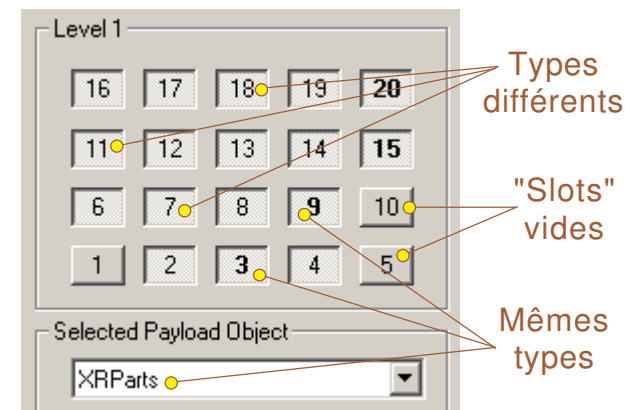 Level 1
16 17 18 19 20
Types
différents
11 12 13 14 15
6 7 8 9 10
"Slots"
vides
1 2 3 4 5
Selected Payload Object
Mêmes
types
XRParts